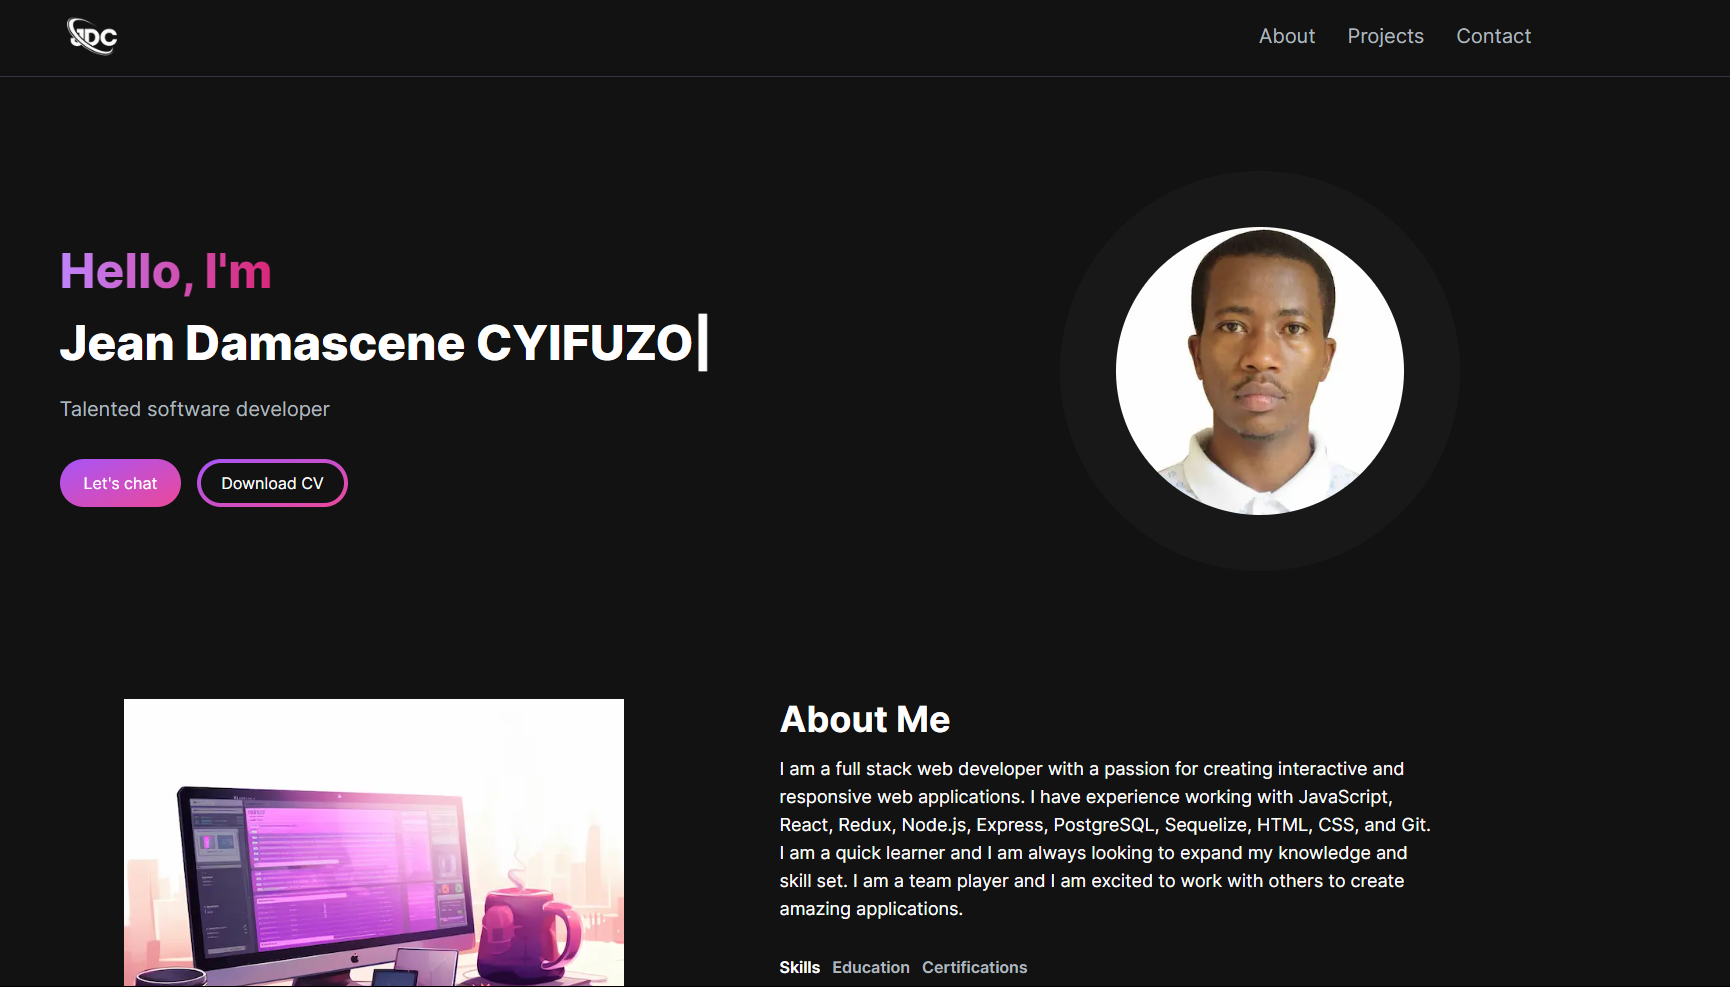 JDC
About Projects Contact
Hello, I'm
Jean Damascene CYIFUZO
Talented software developer
Let's chat
Download CV
About Me
I am a full stack web developer with a passion for creating interactive and
responsive web applications. I have experience working with JavaScript,
React, Redux, Node.js, Express, PostgreSQL, Sequelize, HTML, CSS, and Git.
I am a quick learner and I am always looking to expand my knowledge and
skill set. I am a team player and I am excited to work with others to create
amazing applications.
Skills Education Certifications